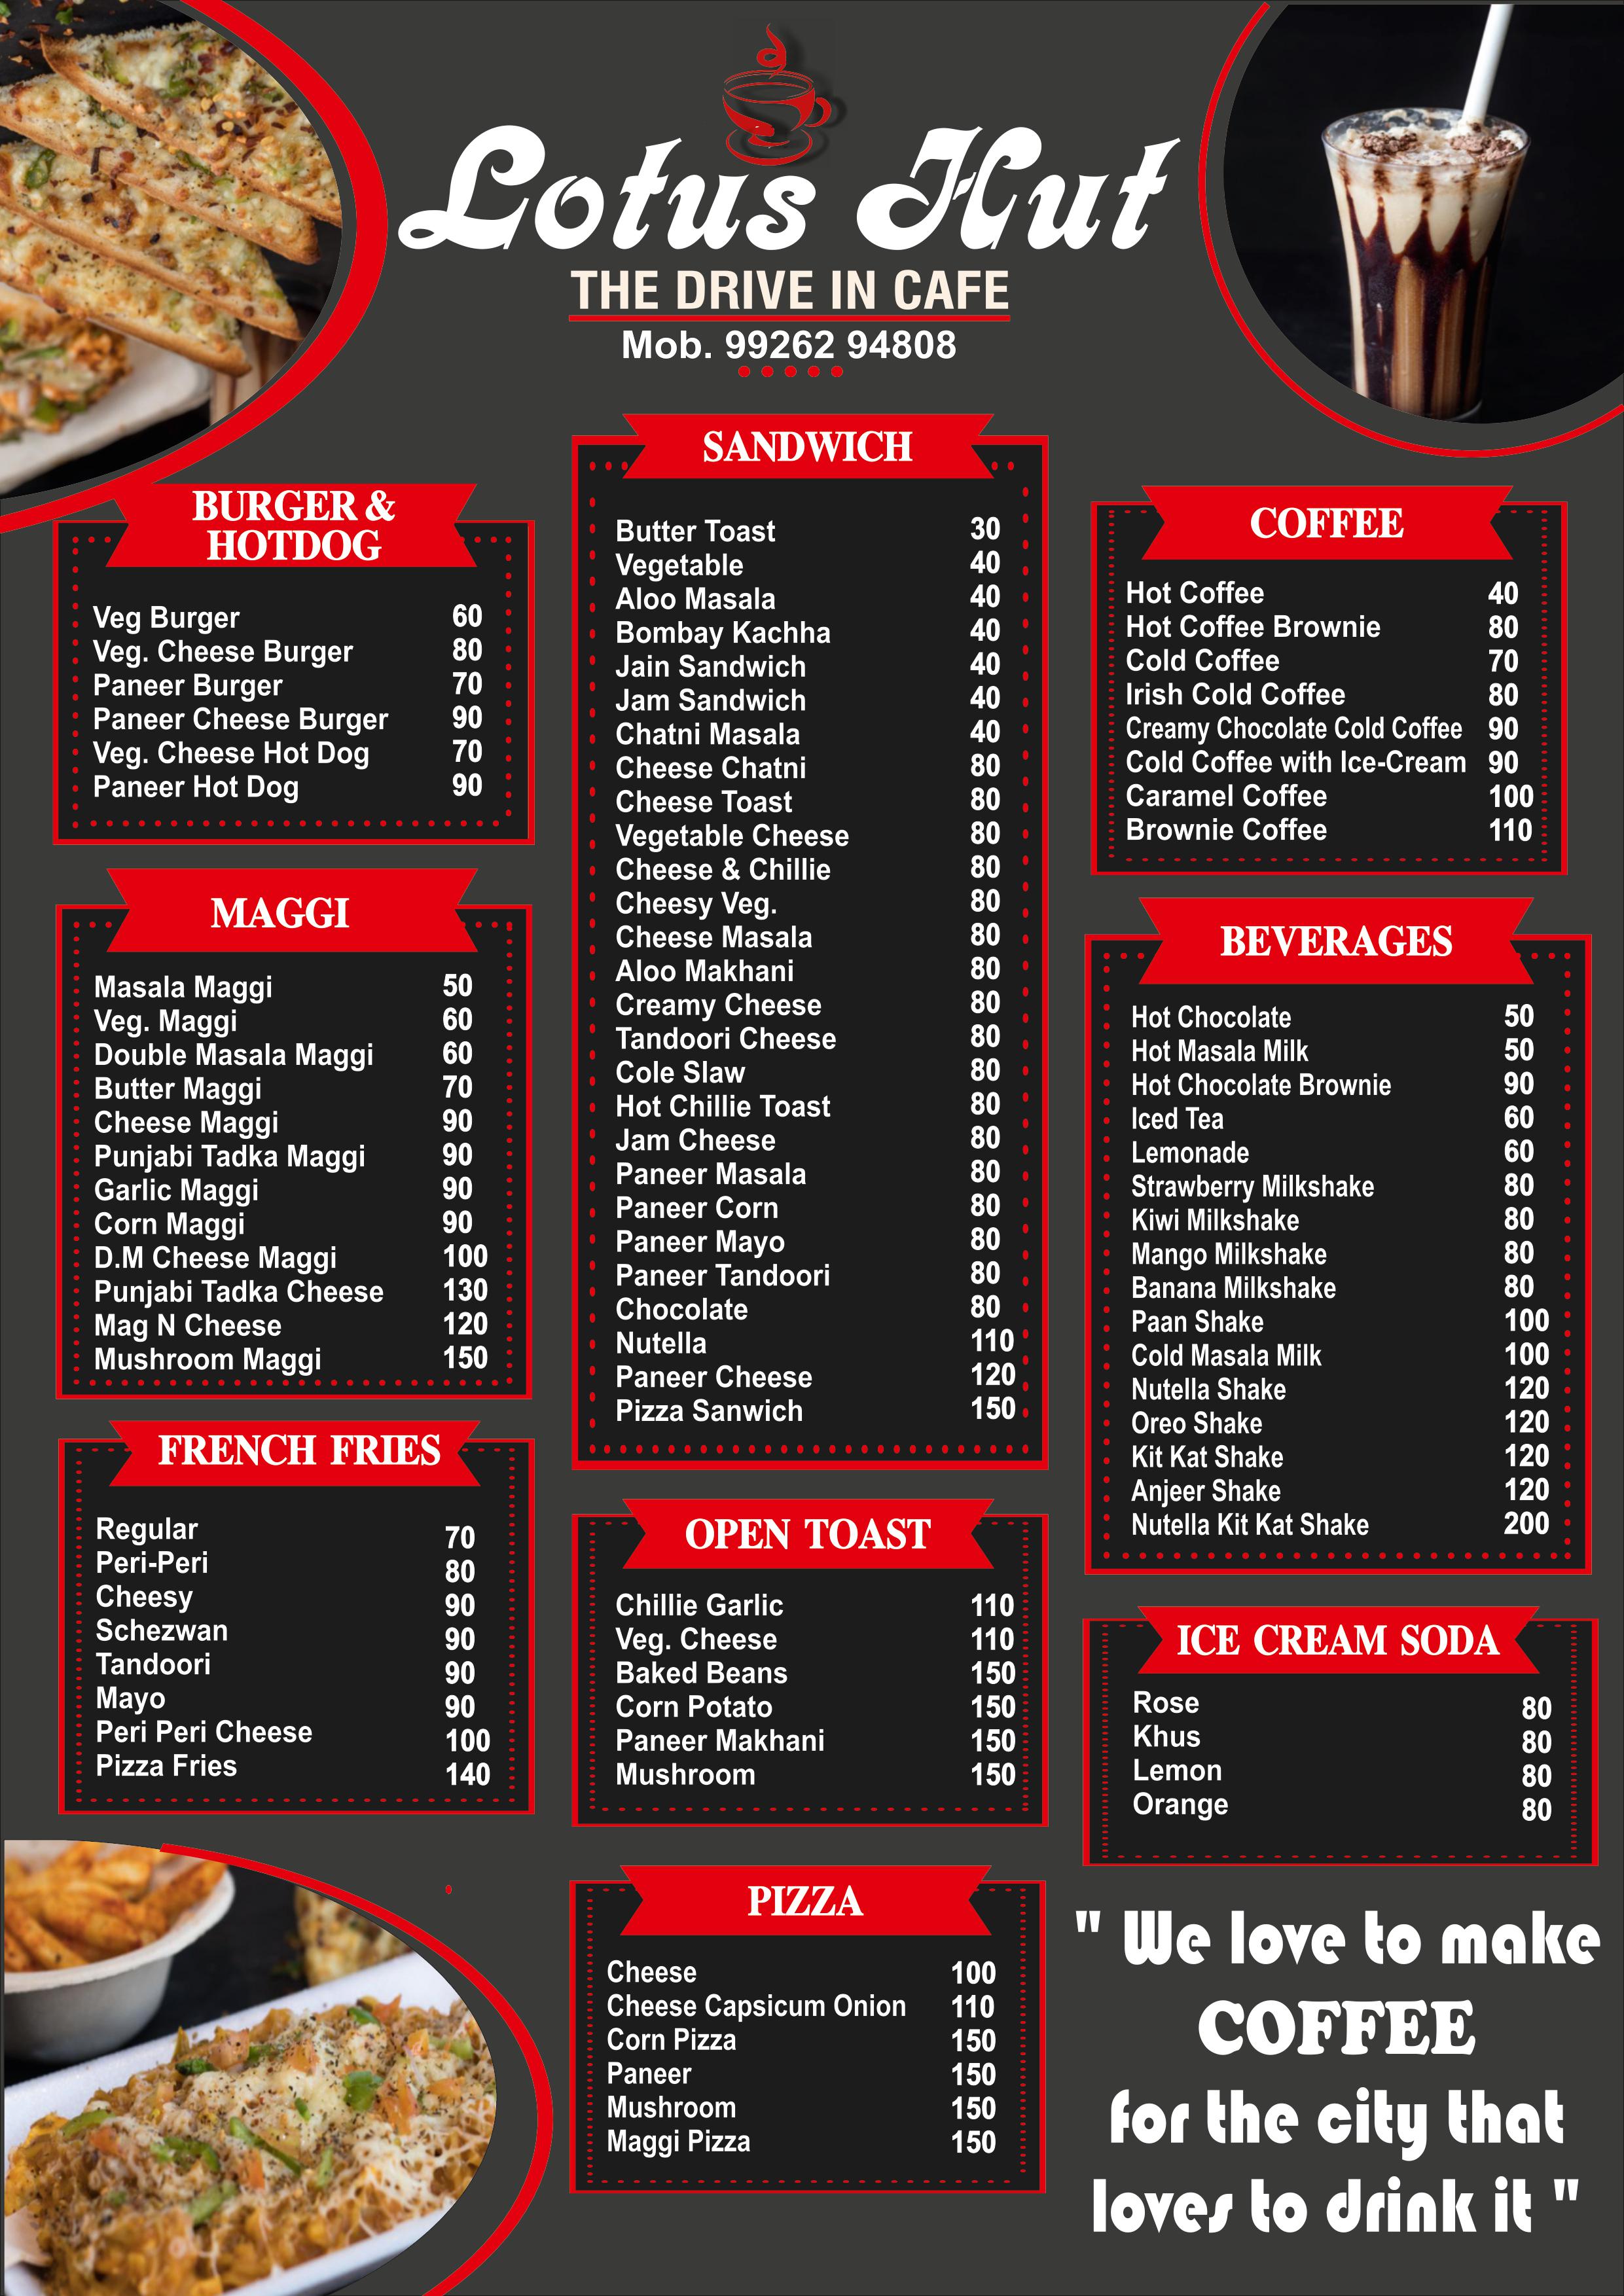 Lotus Hut
THE DRIVE IN CAFE
Mob. 99262 94808
BURGER &
HOTDOG
Veg Burger 60
Veg. Cheese Burger 80
Paneer Burger 70
Paneer Cheese Burger 90
Veg. Cheese Hot Dog 70
Paneer Hot Dog 90
MAGGI
Masala Maggi 50
Veg. Maggi 60
Double Masala Maggi 60
Butter Maggi 70
Cheese Maggi 90
Punjabi Tadka Maggi 90
Garlic Maggi 90
Corn Maggi 90
D.M Cheese Maggi 100
Punjabi Tadka Cheese 130
Mag N Cheese 120
Mushroom Maggi 150
FRENCH FRIES
Regular 70
Peri-Peri 80
Cheesy 90
Schezwan 90
Tandoori 90
Mayo 90
Peri Peri Cheese 100
Pizza Fries 140
SANDWICH
Butter Toast 30
Vegetable 40
Aloo Masala 40
Bombay Kachha 40
Jain Sandwich 40
Jam Sandwich 40
Chatni Masala 40
Cheese Chatni 80
Cheese Toast 80
Vegetable Cheese 80
Cheese & Chillie 80
Cheesy Veg. 80
Cheese Masala 80
Aloo Makhani 80
Creamy Cheese 80
Tandoori Cheese 80
Cole Slaw 80
Hot Chillie Toast 80
Jam Cheese 80
Paneer Masala 80
Paneer Corn 80
Paneer Mayo 80
Paneer Tandoori 80
Chocolate 80
Nutella 110
Paneer Cheese 120
Pizza Sanwich 150
OPEN TOAST
Chillie Garlic 110
Veg. Cheese 110
Baked Beans 150
Corn Potato 150
Paneer Makhani 150
Mushroom 150
PIZZA
Cheese 100
Cheese Capsicum Onion 110
Corn Pizza 150
Paneer 150
Mushroom 150
Maggi Pizza 150
COFFEE
Hot Coffee 40
Hot Coffee Brownie 80
Cold Coffee 70
Irish Cold Coffee 80
Creamy Chocolate Cold Coffee 90
Cold Coffee with Ice-Cream 90
Caramel Coffee 100
Brownie Coffee 110
BEVERAGES
Hot Chocolate 50
Hot Masala Milk 50
Hot Chocolate Brownie 90
Iced Tea 60
Lemonade 60
Strawberry Milkshake 80
Kiwi Milkshake 80
Mango Milkshake 80
Banana Milkshake 80
Paan Shake 100
Cold Masala Milk 100
Nutella Shake 120
Oreo Shake 120
Kit Kat Shake 120
Anjeer Shake 120
Nutella Kit Kat Shake 200
ICE CREAM SODA
Rose 80
Khus 80
Lemon 80
Orange 80
" We love to make
COFFEE
for the city that
loves to drink it "